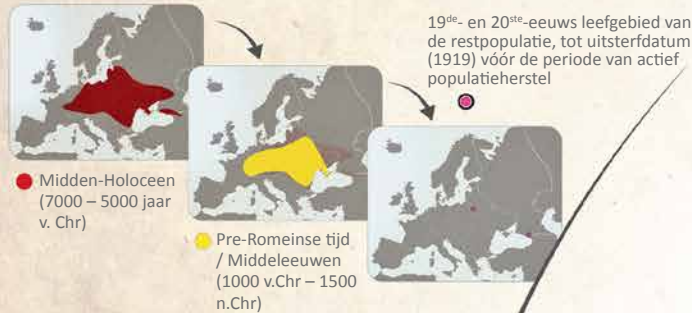 19de- en 20ste-eeuws leefgebied van
de restpopulatie, tot uitsterfdatum
(1919) vóór de periode van actief
populatieherstel
Midden-Holoceen
(7000 – 5000 jaar
v. Chr)
Pre-Romeinse tijd
/ Middeleeuwen
(1000 v.Chr – 1500
n.Chr)